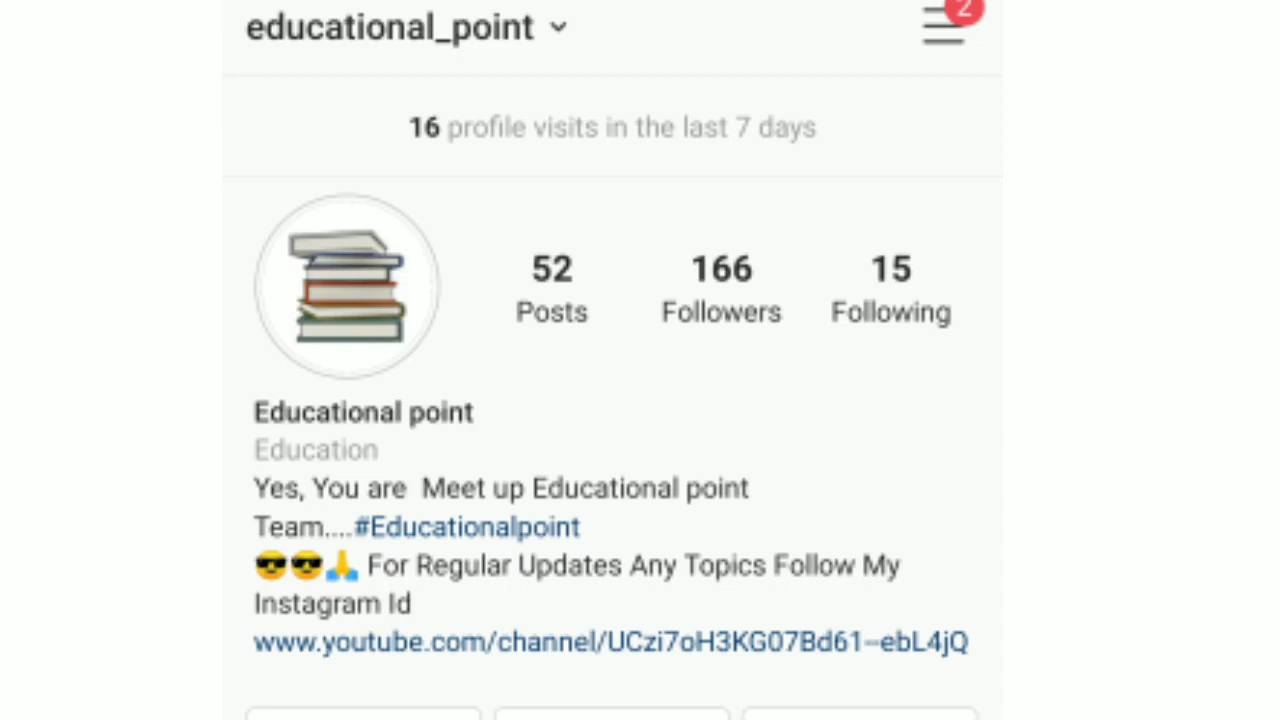 educational_point
2
16 profile visits in the last 7 days
52 166 15
Posts Followers Following
Educational point
Education
Yes, You are Meet up Educational point
Team....#Educationalpoint
😎😎🙏 For Regular Updates Any Topics Follow My
Instagram Id
www.youtube.com/channel/UCzi7oH3KG07Bd61--ebL4jQ